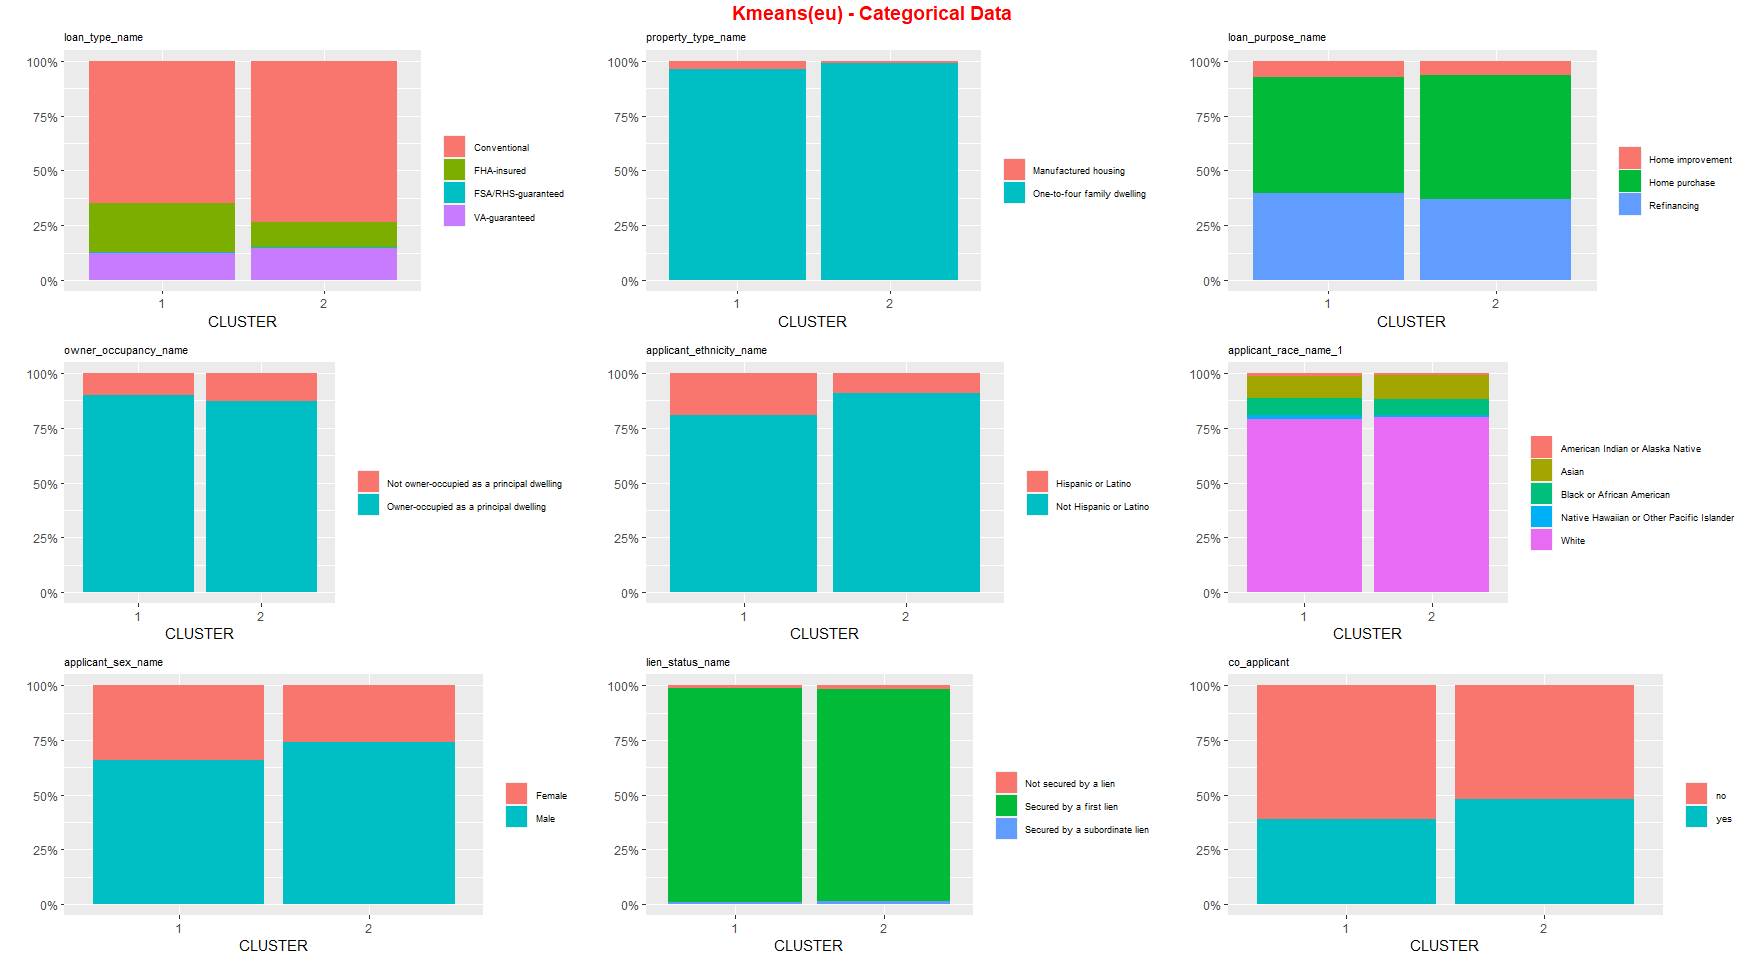 Kmeans(eu) - Categorical Data
loan_type_name
100%
75%
50%
25%
0%
1 2
CLUSTER
Conventional
FHA-insured
FSA/RHS-guaranteed
VA-guaranteed
property_type_name
100%
75%
50%
25%
0%
1 2
CLUSTER
Manufactured housing
One-to-four family dwelling
loan_purpose_name
100%
75%
50%
25%
0%
1 2
CLUSTER
Home improvement
Home purchase
Refinancing
owner_occupancy_name
100%
75%
50%
25%
0%
1 2
CLUSTER
Not owner-occupied as a principal dwelling
Owner-occupied as a principal dwelling
applicant_ethnicity_name
100%
75%
50%
25%
0%
1 2
CLUSTER
Hispanic or Latino
Not Hispanic or Latino
applicant_race_name_1
100%
75%
50%
25%
0%
1 2
CLUSTER
American Indian or Alaska Native
Asian
Black or African American
Native Hawaiian or Other Pacific Islander
White
applicant_sex_name
100%
75%
50%
25%
0%
1 2
CLUSTER
Female
Male
lien_status_name
100%
75%
50%
25%
0%
1 2
CLUSTER
Not secured by a lien
Secured by a first lien
Secured by a subordinate lien
co_applicant
100%
75%
50%
25%
0%
1 2
CLUSTER
no
yes